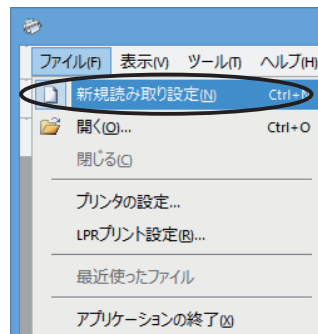 ファイル(F) 表示(V) ツール(T) ヘルプ(H)
新規読み取り設定(N) Ctrl+N
開く(O)... Ctrl+O
閉じる(C)
プリンタの設定...
LPRプリント設定(R)...
最近使ったファイル
アプリケーションの終了(X)